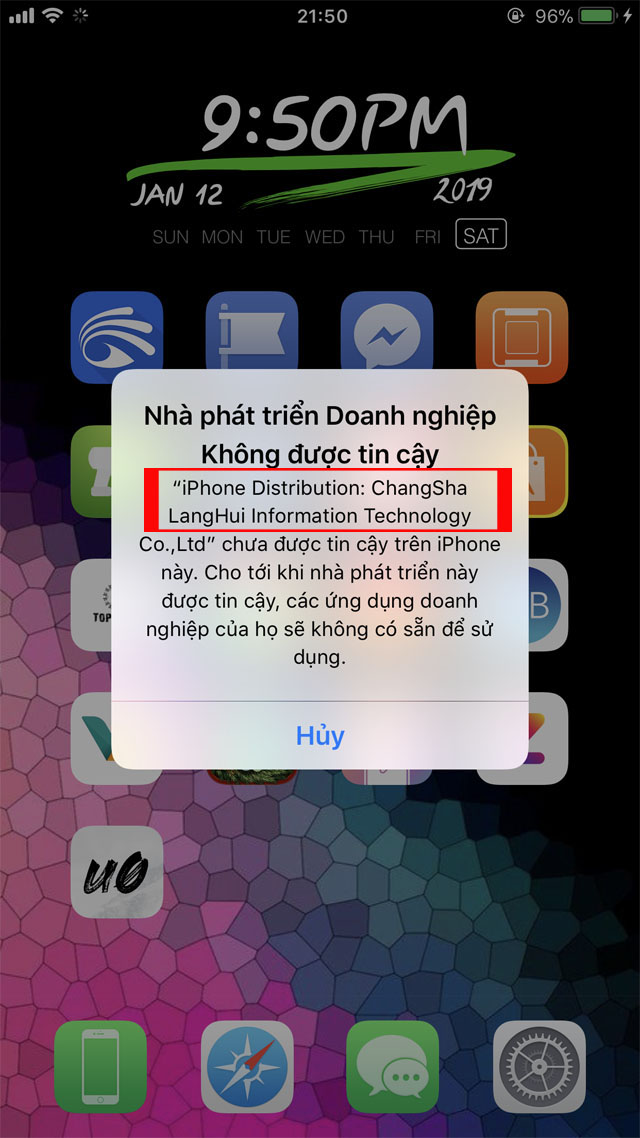 21:50
96%
9:50PM
JAN 12
2019
SUN MON TUE WED THU FRI SAT
Nhà phát triển Doanh nghiệp
Không được tin cậy
“iPhone Distribution: ChangSha
LangHui Information Technology
Co.,Ltd” chưa được tin cậy trên iPhone
này. Cho tới khi nhà phát triển này
được tin cậy, các ứng dụng doanh
nghiệp của họ sẽ không có sẵn để sử
dụng.
TOP
B
Hủy
uo